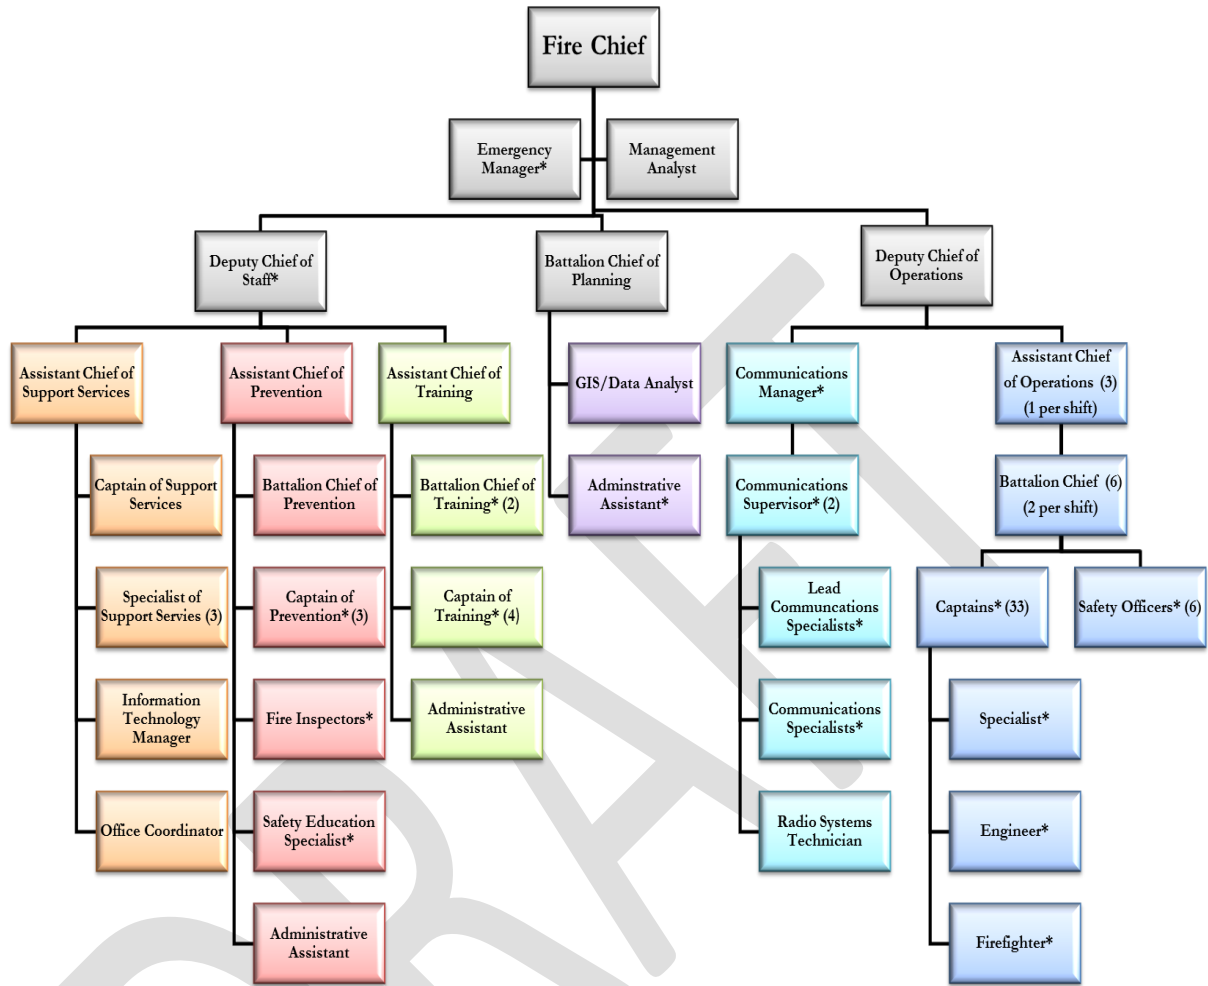 Fire Chief
Emergency
Manager*
Management
Analyst
Deputy Chief of
Staff*
Battalion Chief of
Planning
Deputy Chief of
Operations
Assistant Chief of
Support Services
Assistant Chief of
Prevention
Assistant Chief of
Training
GIS/Data Analyst
Communications
Manager*
Assistant Chief
of Operations (3)
(1 per shift)
Captain of Support
Services
Battalion Chief of
Prevention
Battalion Chief of
Training* (2)
Adminstrative
Assistant*
Communications
Supervisor* (2)
Battalion Chief (6)
(2 per shift)
Specialist of
Support Servies (3)
Captain of
Prevention* (3)
Captain of
Training* (4)
Lead
Communcations
Specialists*
Captains* (33)
Safety Officers* (6)
Information
Technology
Manager
Fire Inspectors*
Administrative
Assistant
Communications
Specialists*
Specialist*
Office Coordinator
Safety Education
Specialist*
Radio Systems
Technician
Engineer*
Administrative
Assistant
Firefighter*
DRAFT